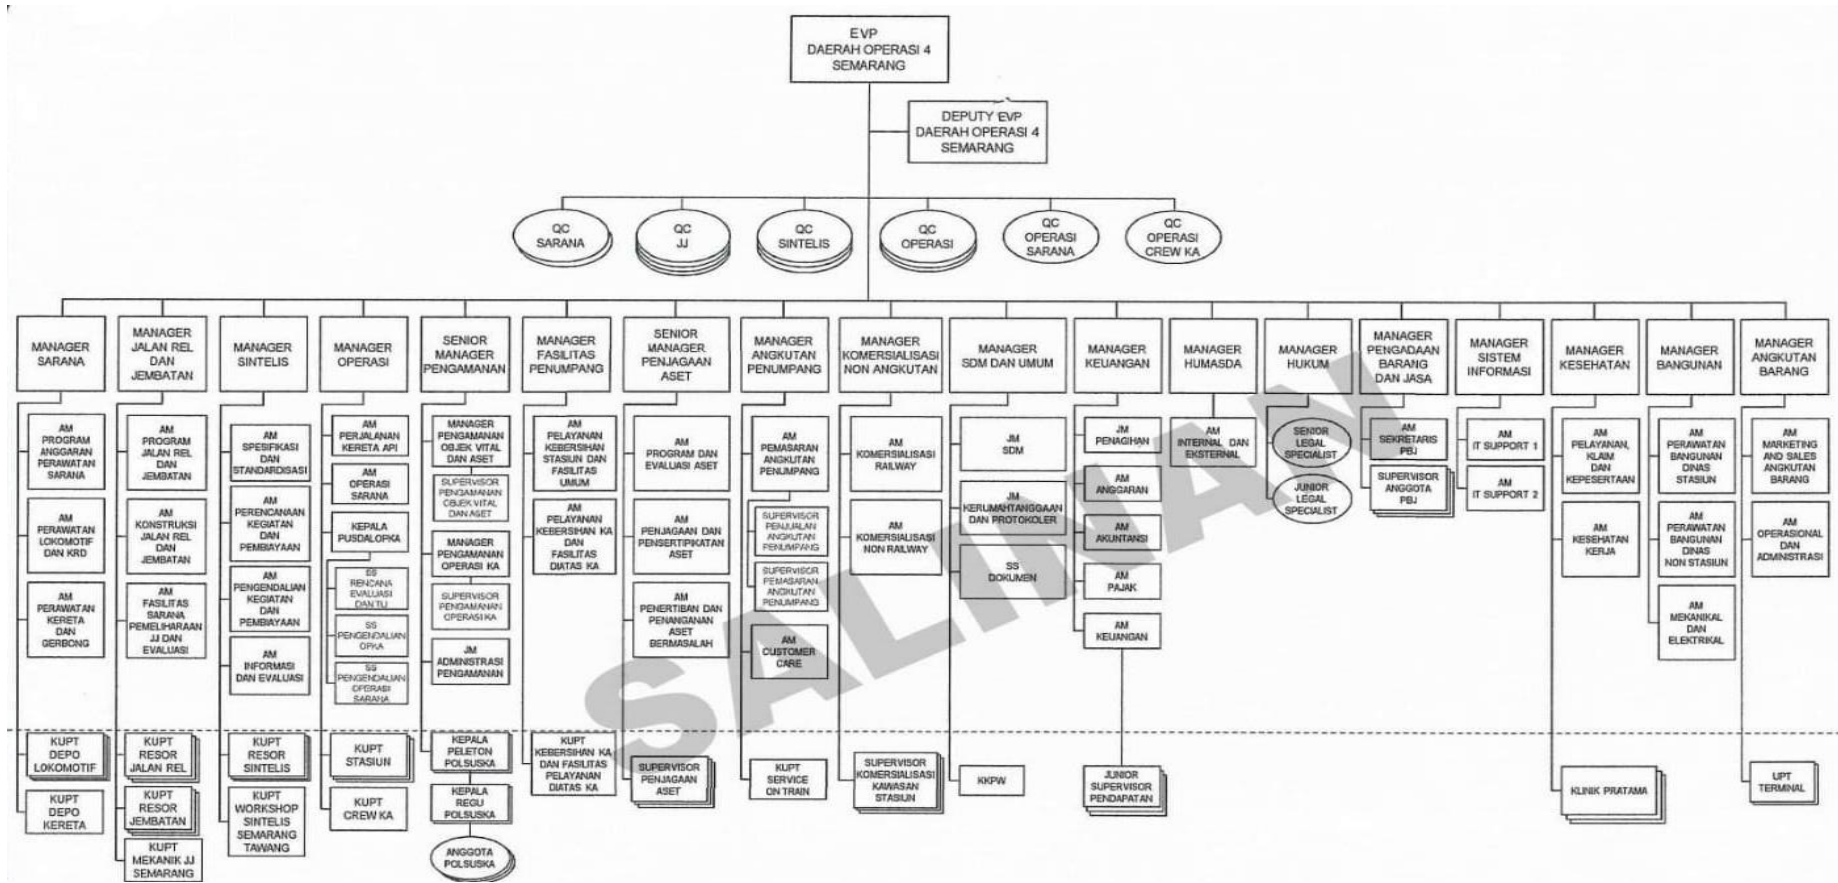 EVP
DAERAH OPERASI 4
SEMARANG
DEPUTY EVP
DAERAH OPERASI 4
SEMARANG
QC
SARANA
QC
JJ
QC
SINTELIS
QC
OPERASI
QC
OPERASI
SARANA
QC
OPERASI
CREW KA
MANAGER
SARANA
MANAGER
JALAN REL
DAN
JEMBATAN
MANAGER
SINTELIS
MANAGER
OPERASI
SENIOR
MANAGER
PENGAMANAN
MANAGER
FASILITAS
PENUMPANG
SENIOR
MANAGER
PENJAGAAN
ASET
MANAGER
ANGKUTAN
PENUMPANG
MANAGER
KOMERSIALISASI
NON ANGKUTAN
MANAGER
SDM DAN UMUM
MANAGER
KEUANGAN
MANAGER
HUMASDA
MANAGER
HUKUM
MANAGER
PENGADAAN
BARANG
DAN JASA
MANAGER
SISTEM
INFORMASI
MANAGER
KESEHATAN
MANAGER
BANGUNAN
MANAGER
ANGKUTAN
BARANG
AM
PROGRAM
ANGGARAN
PERAWATAN
SARANA
AM
PERAWATAN
LOKOMOTIF
DAN KRD
AM
PERAWATAN
KERETA
DAN
GERBONG
KUPT
DEPO
LOKOMOTIF
KUPT
DEPO
KERETA
AM
PROGRAM
JALAN REL
DAN
JEMBATAN
AM
KONSTRUKSI
JALAN REL
DAN
JEMBATAN
AM
FASILITAS
SARANA
PEMELIHARAAN
JJ DAN
EVALUASI
KUPT
RESOR
JALAN REL
KUPT
RESOR
JEMBATAN
KUPT
MEKANIK JJ
SEMARANG
AM
SPESIFIKASI
DAN
STANDARDISASI
AM
PERENCANAAN
KEGIATAN
DAN
PEMBIAYAAN
AM
PENGENDALIAN
KEGIATAN
DAN
PEMBIAYAAN
AM
INFORMASI
DAN EVALUASI
KUPT
RESOR
SINTELIS
KUPT
WORKSHOP
SINTELIS
SEMARANG
TAWANG
AM
PERJALANAN
KERETA API
AM
OPERASI
SARANA
KEPALA
PUSDALOPKA
SS
RENCANA
EVALUASI
DAN TU
SS
PENGENDALIAN
OPKA
SS
PENGENDALIAN
OPERASI
SARANA
KUPT
STASIUN
KUPT
CREW KA
MANAGER
PENGAMANAN
OBJEK VITAL
DAN ASET
SUPERVISOR
PENGAMANAN
OBJEK VITAL
DAN ASET
MANAGER
PENGAMANAN
OPERASI KA
SUPERVISOR
PENGAMANAN
OPERASI KA
JM
ADMINISTRASI
PENGAMANAN
KEPALA
PELETON
POLSUSKA
KEPALA
REGU
POLSUSKA
ANGGOTA
POLSUSKA
AM
PELAYANAN
KEBERSIHAN
STASIUN DAN
FASILITAS
UMUM
AM
PELAYANAN
KEBERSIHAN KA
DAN
FASILITAS
DIATAS KA
KUPT
KEBERSIHAN KA
DAN FASILITAS
PELAYANAN
DIATAS KA
AM
PROGRAM DAN
EVALUASI ASET
AM
PENJAGAAN DAN
PENSERTIPIKATAN
ASET
AM
PENERTIBAN DAN
PENANGANAN
ASET
BERMASALAH
SUPERVISOR
PENJAGAAN
ASET
AM
PEMASARAN
ANGKUTAN
PENUMPANG
SUPERVISOR
PENJUALAN
ANGKUTAN
PENUMPANG
SUPERVISOR
PEMASARAN
ANGKUTAN
PENUMPANG
AM
CUSTOMER
CARE
KUPT
SERVICE
ON TRAIN
AM
KOMERSIALISASI
RAILWAY
AM
KOMERSIALISASI
NON RAILWAY
SUPERVISOR
KOMERSIALISASI
KAWASAN
STASIUN
JM
SDM
JM
KERUMAHTANGGAAN
DAN PROTOKOLER
SS
DOKUMEN
KKPW
JM
PENAGIHAN
AM
ANGGARAN
AM
AKUNTANSI
AM
PAJAK
AM
KEUANGAN
JUNIOR
SUPERVISOR
PENDAPATAN
AM
INTERNAL DAN
EKSTERNAL
SENIOR
LEGAL
SPECIALIST
JUNIOR
LEGAL
SPECIALIST
AM
SEKRETARIS
PBJ
SUPERVISOR
ANGGOTA
PBJ
AM
IT SUPPORT 1
AM
IT SUPPORT 2
AM
PELAYANAN,
KLAIM
DAN
KEPESERTAAN
AM
KESEHATAN
KERJA
KLINIK PRATAMA
AM
PERAWATAN
BANGUNAN
DINAS
STASIUN
AM
PERAWATAN
BANGUNAN
DINAS
NON STASIUN
AM
MEKANIKAL
DAN
ELEKTRIKAL
AM
MARKETING
AND SALES
ANGKUTAN
BARANG
AM
OPERASIONAL
DAN
ADMINISTRASI
UPT
TERMINAL
SALINAN